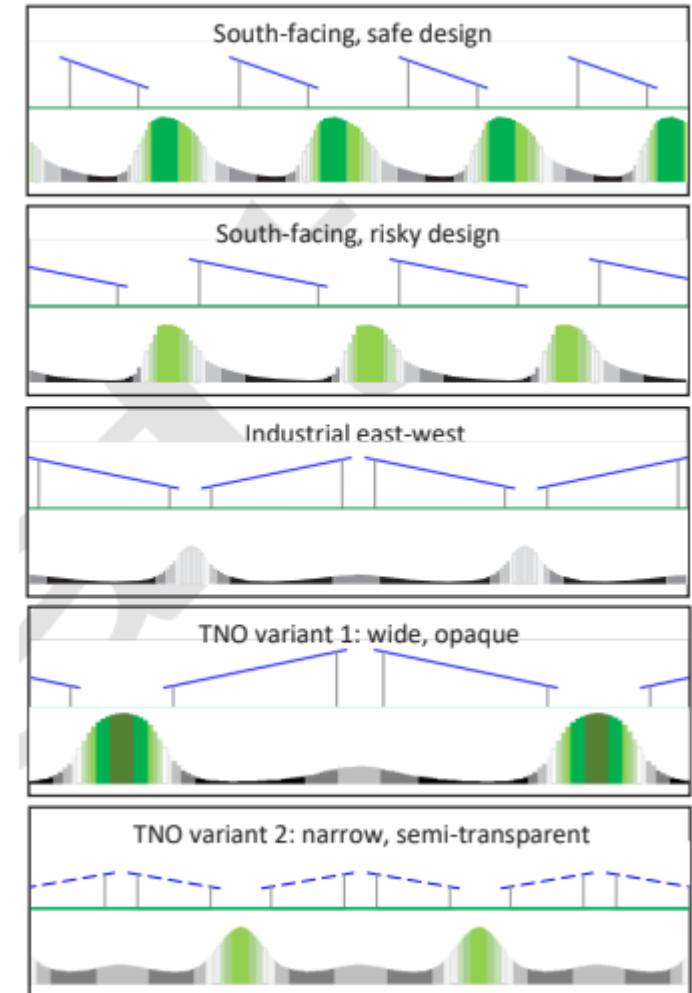 South-facing, safe design
South-facing, risky design
Industrial east-west
TNO variant 1: wide, opaque
TNO variant 2: narrow, semi-transparent